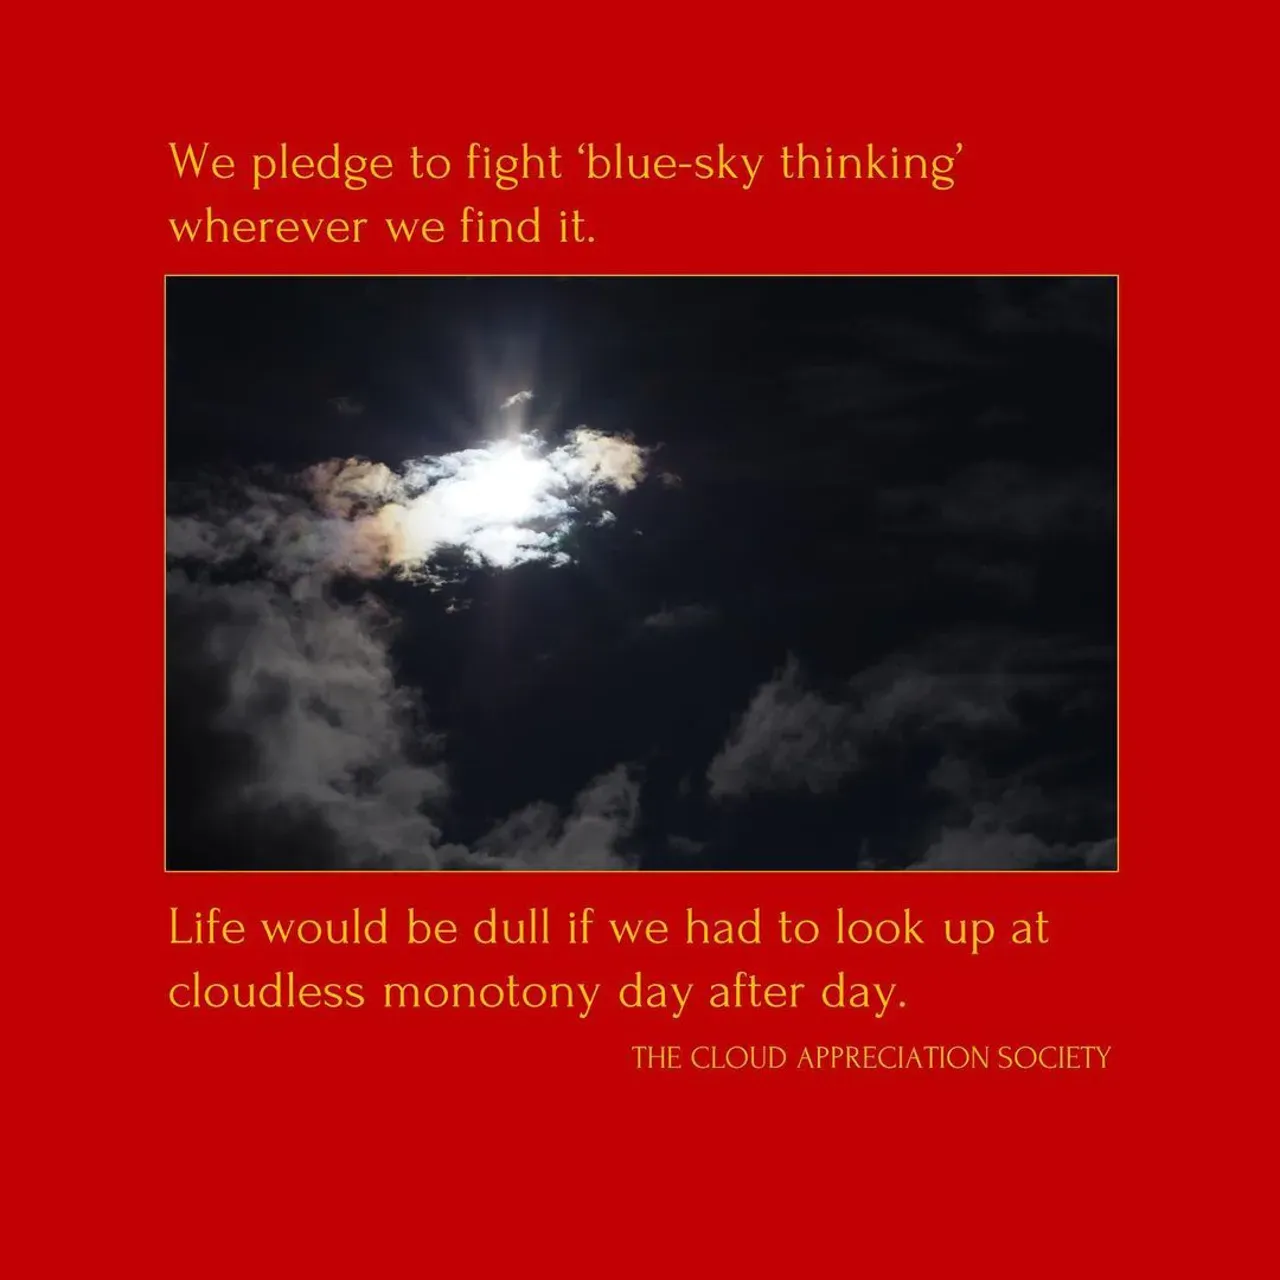 We pledge to fight ‘blue-sky thinking’
wherever we find it.
Life would be dull if we had to look up at
cloudless monotony day after day.
THE CLOUD APPRECIATION SOCIETY